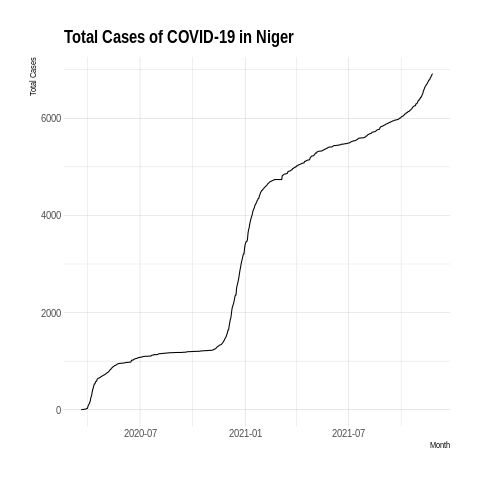 Total Cases of COVID-19 in Niger
Total Cases
6000
4000
2000
0
2020-07
2021-01
2021-07
Month